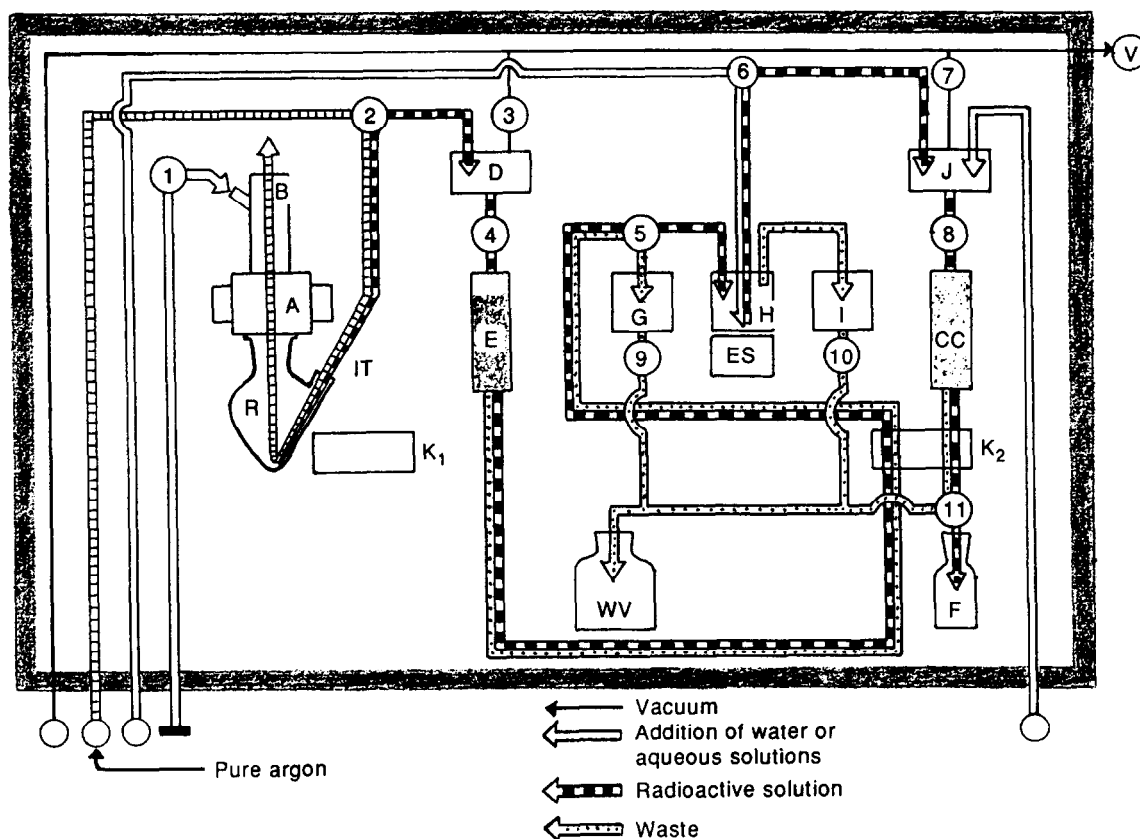 V
6
7
2
3
1
B
D
J
5
4
8
A
G
H
I
E
CC
9
ES
10
IT
R
K1
K2
11
WV
F
Vacuum
Addition of water or
aqueous solutions
Pure argon
Radioactive solution
Waste